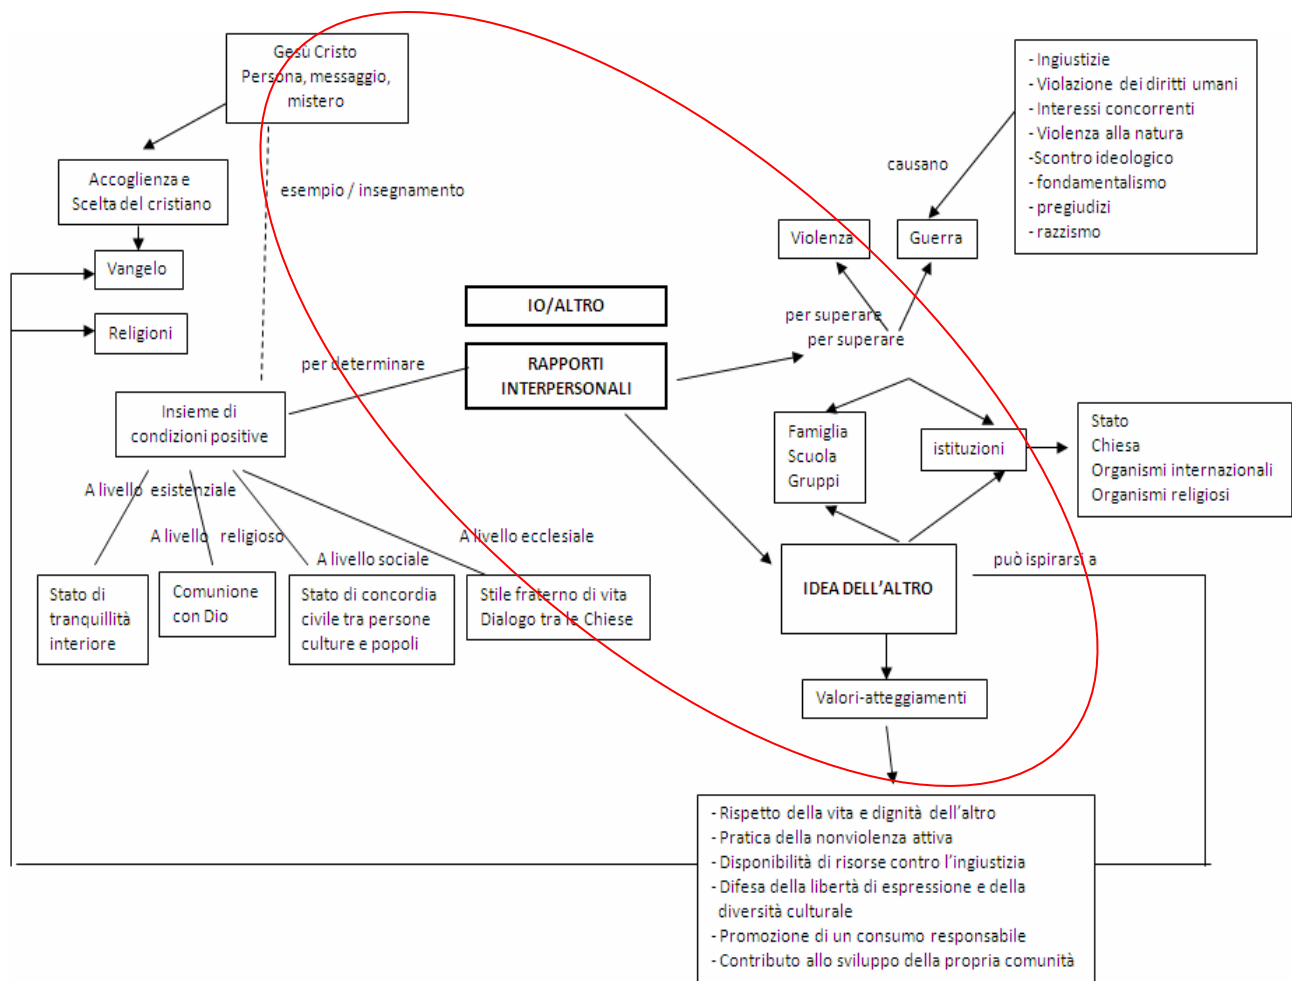 Gesù Cristo
Persona, messaggio,
mistero
- Ingiustizie
- Violazione dei diritti umani
- Interessi concorrenti
- Violenza alla natura
-Scontro ideologico
- fondamentalismo
- pregiudizi
- razzismo
causano
Accoglienza e
Scelta del cristiano
esempio / insegnamento
Violenza
Guerra
Vangelo
Religioni
IO/ALTRO
per superare
per superare
per determinare
RAPPORTI
INTERPERSONALI
Insieme di
condizioni positive
Famiglia
Scuola
Gruppi
istituzioni
Stato
Chiesa
Organismi internazionali
Organismi religiosi
A livello esistenziale
A livello religioso
A livello sociale
A livello ecclesiale
può ispirarsi a
Stato di
tranquillità
interiore
Comunione
con Dio
Stato di concordia
civile tra persone
culture e popoli
Stile fraterno di vita
Dialogo tra le Chiese
IDEA DELL'ALTRO
Valori-atteggiamenti
- Rispetto della vita e dignità dell'altro
- Pratica della nonviolenza attiva
- Disponibilità di risorse contro l'ingiustizia
- Difesa della libertà di espressione e della
diversità culturale
- Promozione di un consumo responsabile
- Contributo allo sviluppo della propria comunità